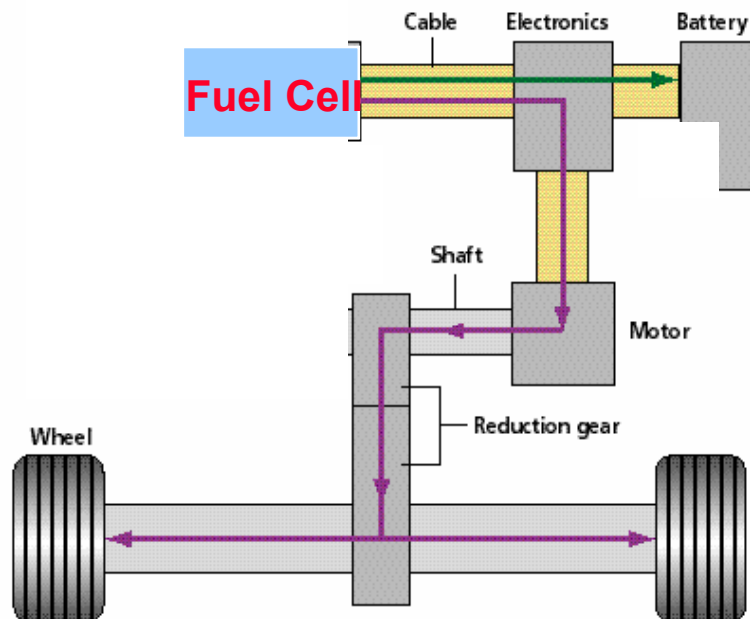 Cable
Electronics
Battery
Fuel Cell
Shaft
Motor
Reduction gear
Wheel